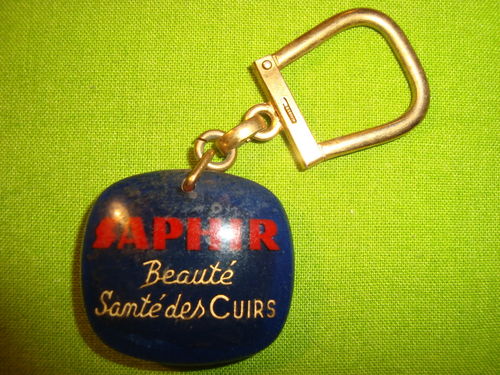 SAPHIR
Beauté
Santé des CUIRS